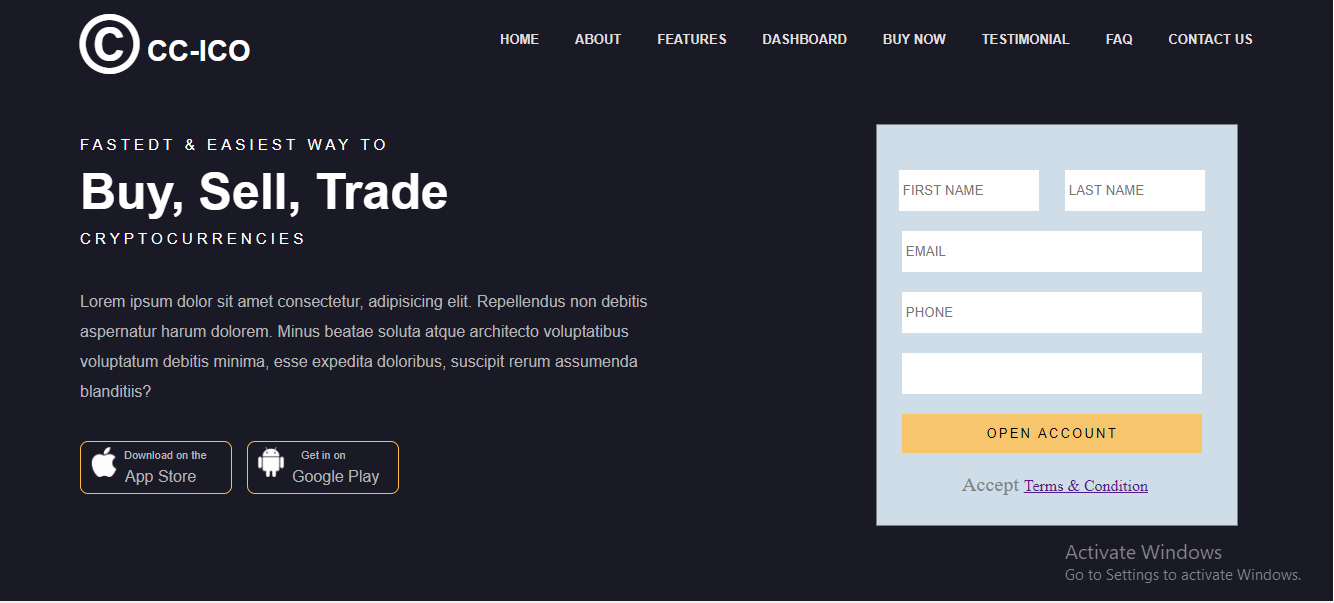 © CC-ICO
HOME ABOUT FEATURES DASHBOARD BUY NOW TESTIMONIAL FAQ CONTACT US
FASTEDT & EASIEST WAY TO
Buy, Sell, Trade
CRYPTOCURRENCIES
Lorem ipsum dolor sit amet consectetur, adipisicing elit. Repellendus non debitis
aspernatur harum dolorem. Minus beatae soluta atque architecto voluptatibus
voluptatum debitis minima, esse expedita doloribus, suscipit rerum assumenda
blanditiis?
Download on the
App Store
Get in on
Google Play
FIRST NAME LAST NAME
EMAIL
PHONE
OPEN ACCOUNT
Accept Terms & Condition
Activate Windows
Go to Settings to activate Windows.